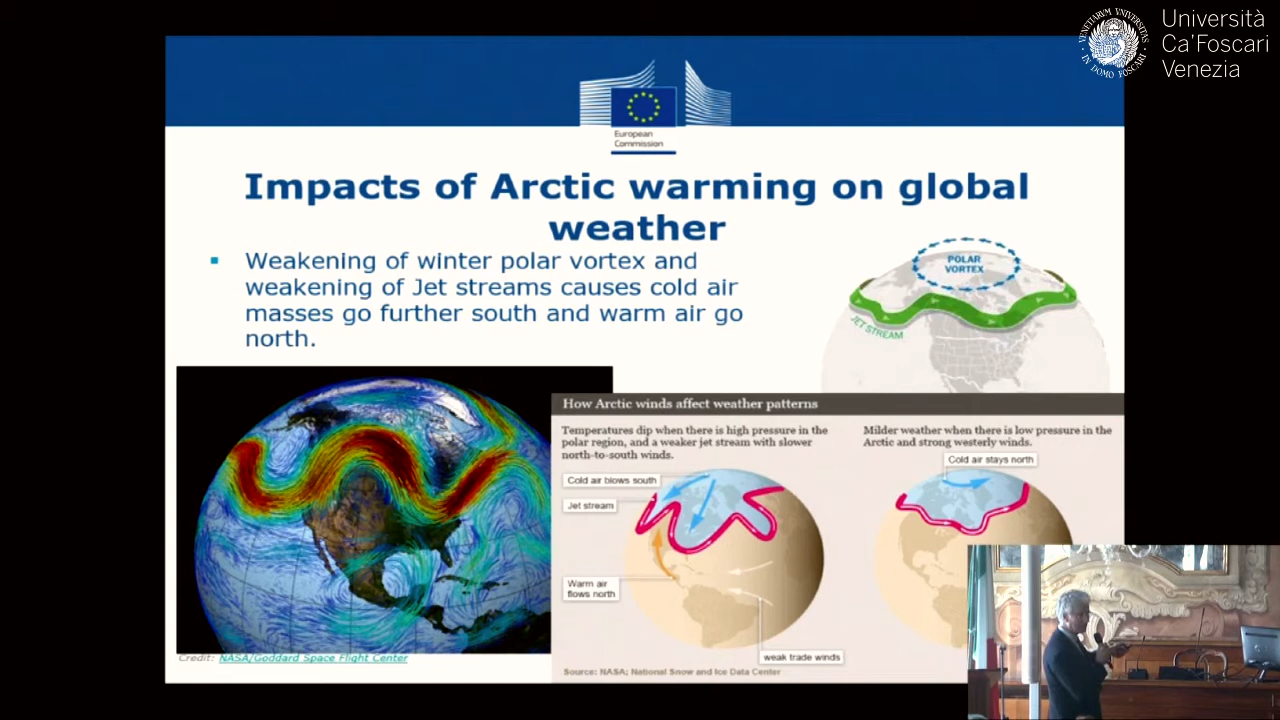 Università
Ca'Foscari
Venezia
VENETIARVM VNIVERSITAS
IN DOMO FOSCARI
European
Commission
Impacts of Arctic warming on global
weather
▪ Weakening of winter polar vortex and
weakening of Jet streams causes cold air
masses go further south and warm air go
north.
POLAR
VORTEX
JET STREAM
How Arctic winds affect weather patterns
Temperatures dip when there is high pressure in the
polar region, and a weaker jet stream with slower
north-to-south winds.
Cold air blows south
Jet stream
Warm air
flows north
weak trade winds
Milder weather when there is low pressure in the
Arctic and strong westerly winds.
Cold air stays north
Source: NASA; National Snow and Ice Data Center
Credit: NASA/Goddard Space Flight Center